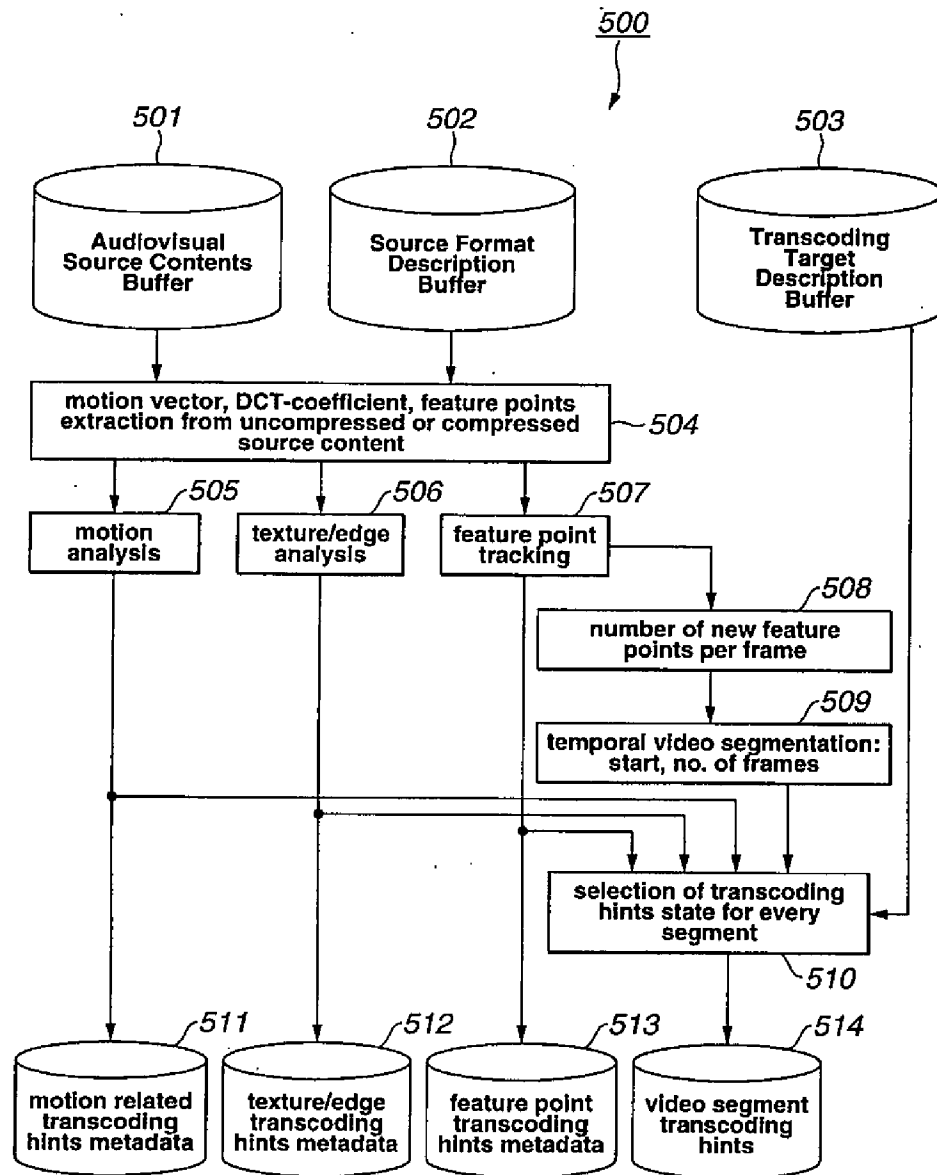 500
501
502
503
Audiovisual
Source Contents
Buffer
Source Format
Description
Buffer
Transcoding
Target
Description
Buffer
motion vector, DCT-coefficient, feature points
extraction from uncompressed or compressed
source content
504
505
506
507
motion
analysis
texture/edge
analysis
feature point
tracking
508
number of new feature
points per frame
509
temporal video segmentation:
start, no. of frames
selection of transcoding
hints state for every
segment
510
511
512
513
514
motion related
transcoding
hints metadata
texture/edge
transcoding
hints metadata
feature point
transcoding
hints metadata
video segment
transcoding
hints